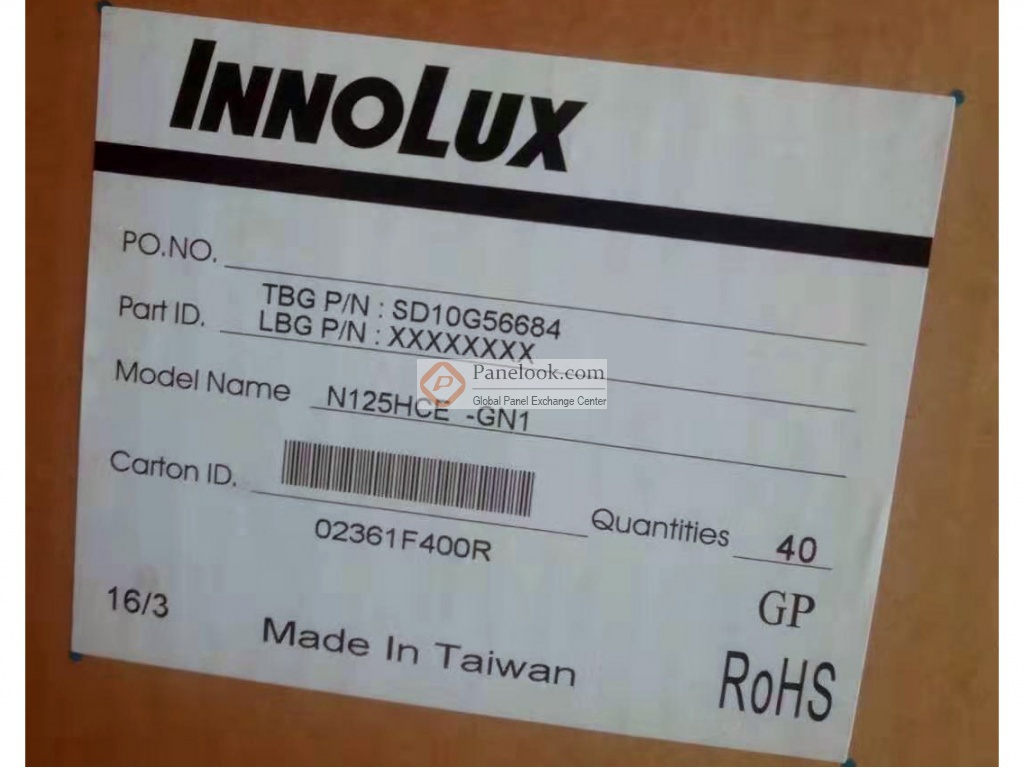 INNOLUX
PO.NO.
Part ID. TBG P/N : SD10G56684
LBG P/N : XXXXXXXX
Panelook.com
Global Panel Exchange Center
Model Name N125HCE -GN1
Carton ID.
Quantities 40
02361F400R
GP
16/3
Made In Taiwan
RoHS